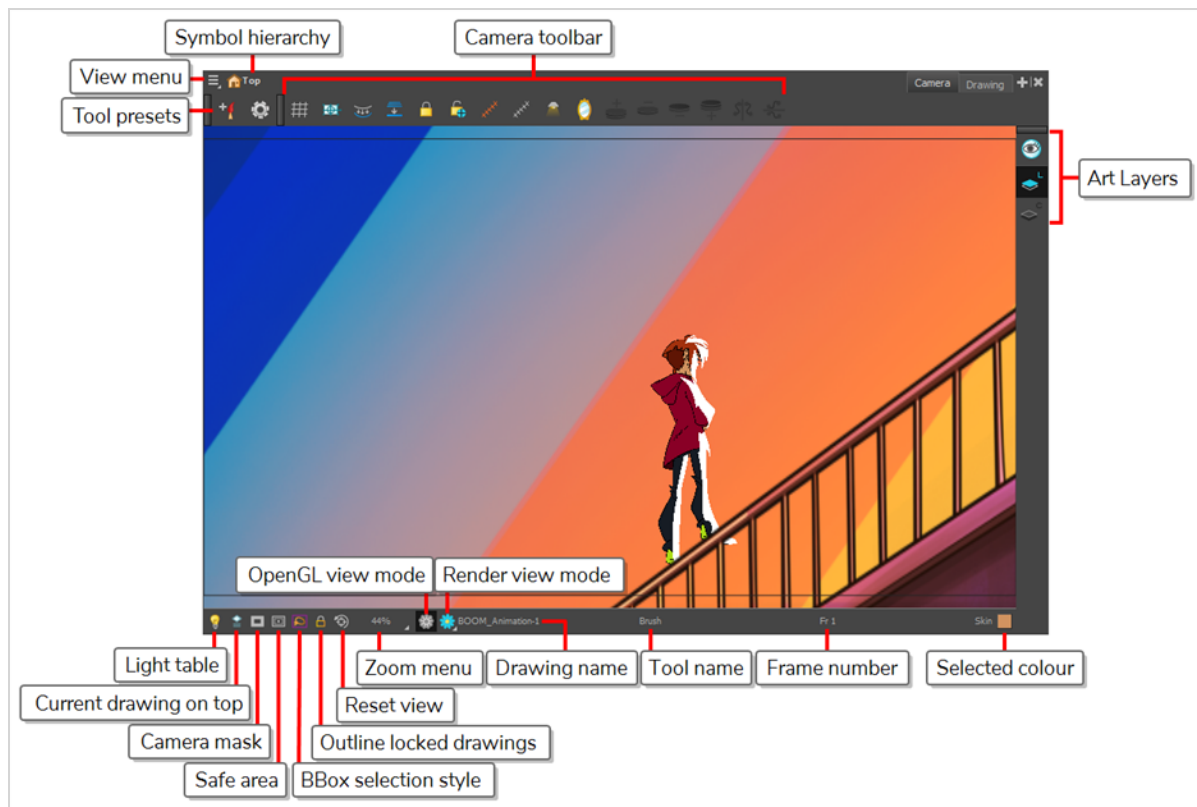 Symbol hierarchy
Camera toolbar
View menu
Top
Camera
Drawing
Tool presets
L
C
Art Layers
OpenGL view mode
Render view mode
44%
BOOM_Animation-1
Brush
Fr 1
Skin
Light table
Zoom menu
Drawing name
Tool name
Frame number
Selected colour
Current drawing on top
Reset view
Camera mask
Outline locked drawings
Safe area
BBox selection style